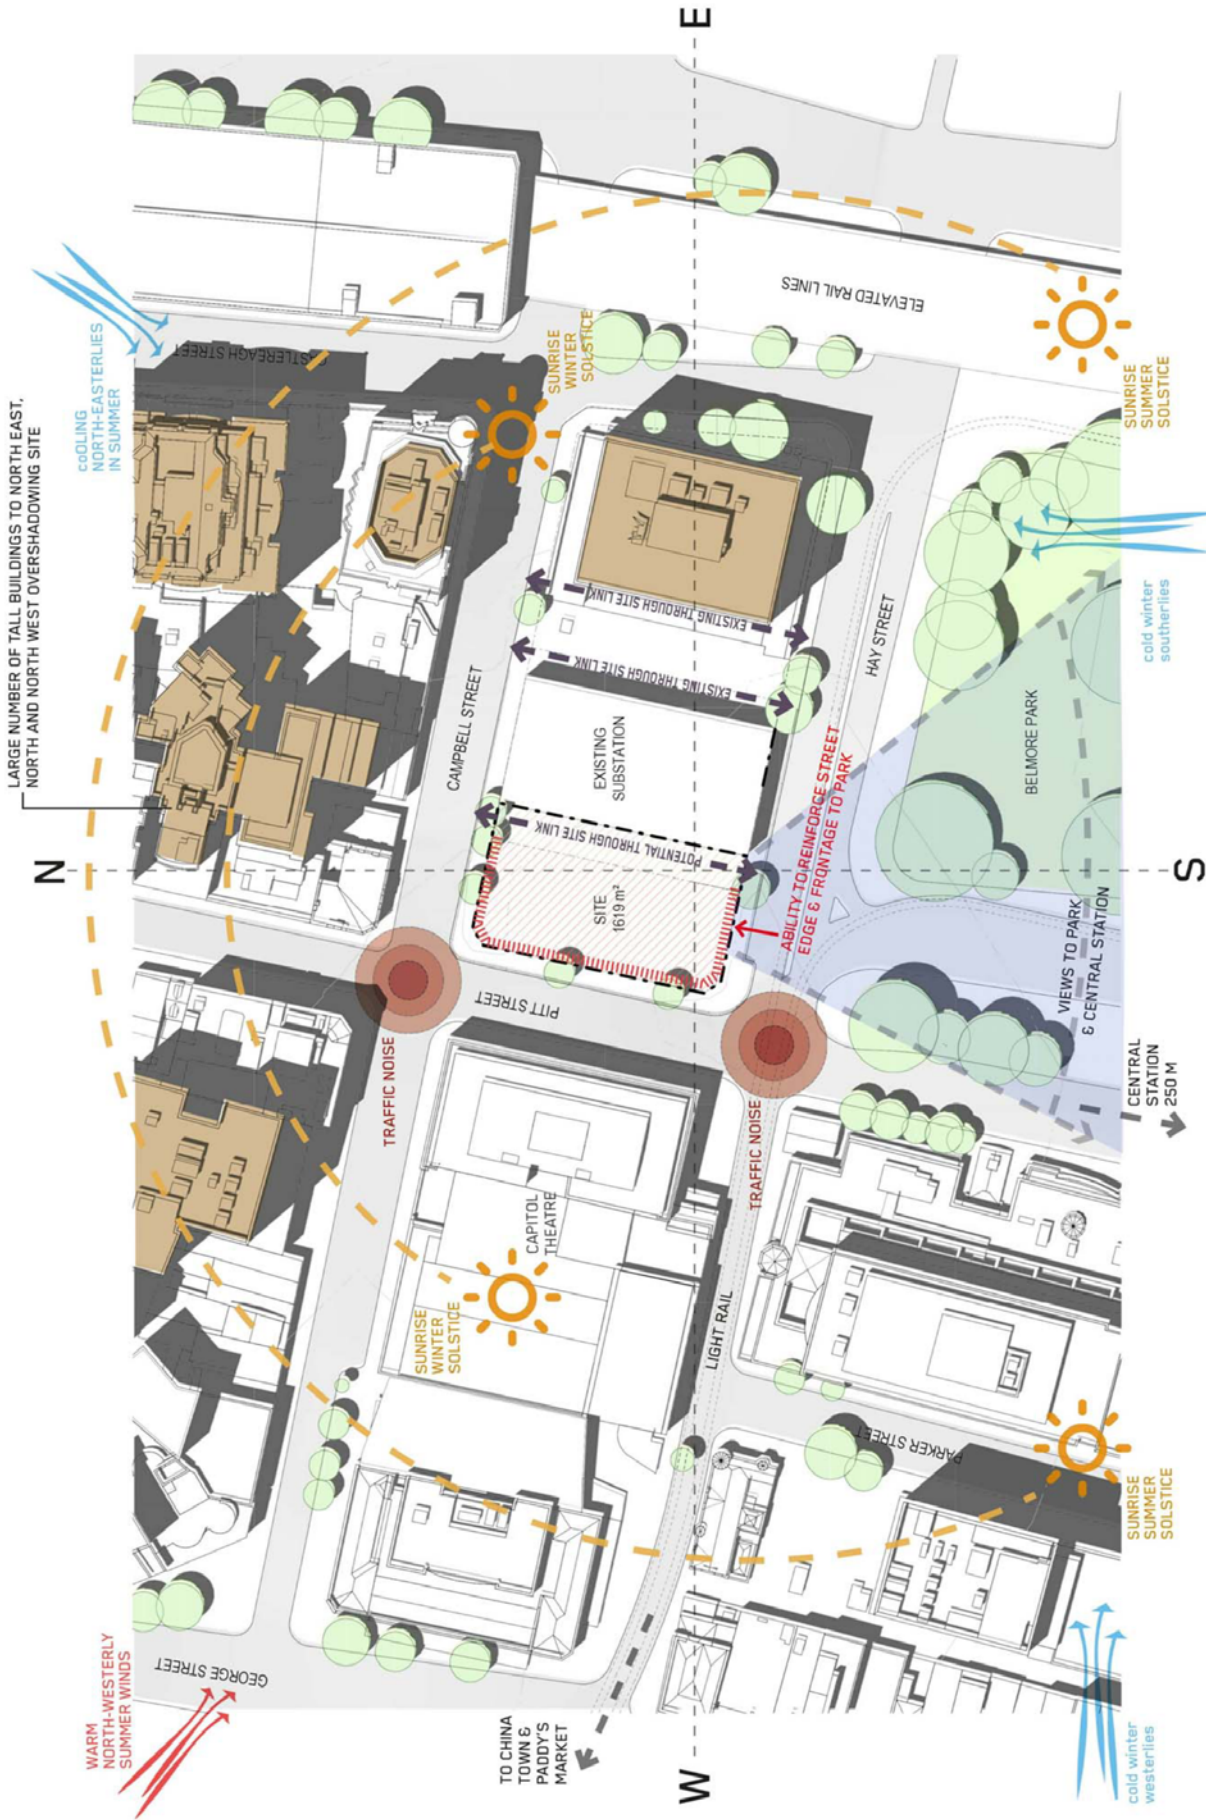 N
E
S
W
WARM
NORTH-WESTERLY
SUMMER WINDS
LARGE NUMBER OF TALL BUILDINGS TO NORTH EAST,
NORTH AND NORTH WEST OVERSHADOWING SITE
coOLING
NORTH-EASTERLIES
IN SUMMER
GEORGE STREET
CASTLEREAGH STREET
TRAFFIC NOISE
CAMPBELL STREET
SUNRISE
WINTER
SOLSTICE
SUNRISE
WINTER
SOLSTICE
CAPITOL
THEATRE
PITT STREET
SITE
1619 m²
POTENTIAL THROUGH SITE LINK
EXISTING
SUBSTATION
EXISTING THROUGH SITE LINK
EXISTING THROUGH SITE LINK
ELEVATED RAIL LINES
TO CHINA
TOWN &
PADDY'S
MARKET
LIGHT RAIL
TRAFFIC NOISE
ABILITY TO REINFORCE STREET
EDGE & FRONTAGE TO PARK
HAY STREET
PARKER STREET
VIEWS TO PARK
& CENTRAL STATION
BELMORE PARK
cold winter
westerlies
SUNRISE
SUMMER
SOLSTICE
CENTRAL
STATION
250 M
cold winter
southerlies
SUNRISE
SUMMER
SOLSTICE